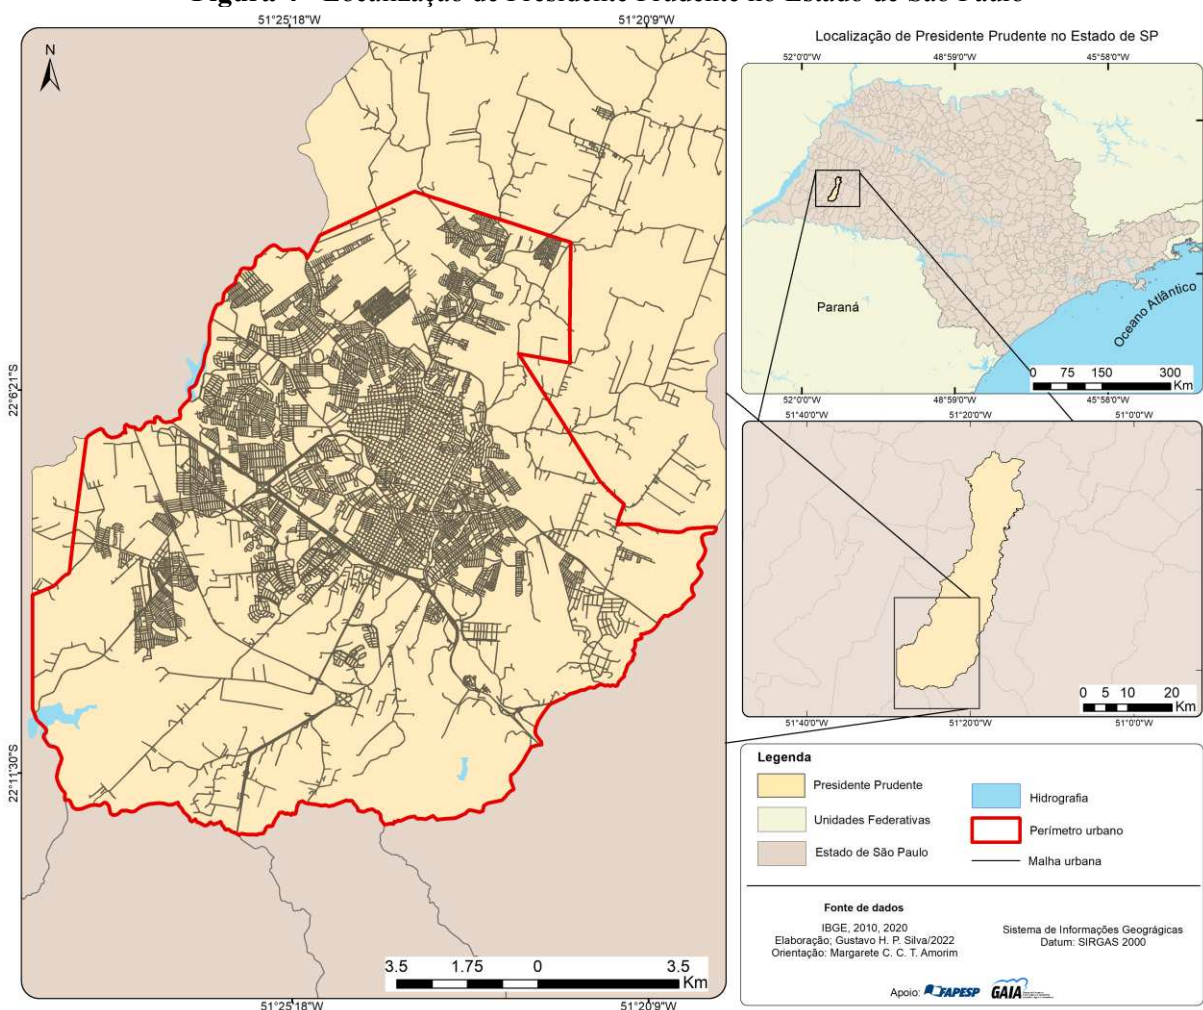 Figura 4 - Localização de Presidente Prudente no Estado de São Paulo
51°25'18"W
51°20'9"W
N
22°6'21"S
22°11'30"S
3.5
1.75
0
3.5
Km
51°25'18"W
51°20'9"W
Localização de Presidente Prudente no Estado de SP
52°0'0"W
48°59'0"W
45°58'0"W
Paraná
Oceano Atlântico
0
75
150
300
Km
52°0'0"W
48°59'0"W
45°58'0"W
51°40'0"W
51°20'0"W
51°0'0"W
0
5
10
20
Km
51°40'0"W
51°20'0"W
51°0'0"W
Legenda
Presidente Prudente
Unidades Federativas
Estado de São Paulo
Hidrografia
Perímetro urbano
Malha urbana
Fonte de dados
IBGE, 2010, 2020
Elaboração; Gustavo H. P. Silva/2022
Orientação: Margarete C. C. T. Amorim
Sistema de Informações Geográgicas
Datum: SIRGAS 2000
Apoio:
FAPESP
GAIA